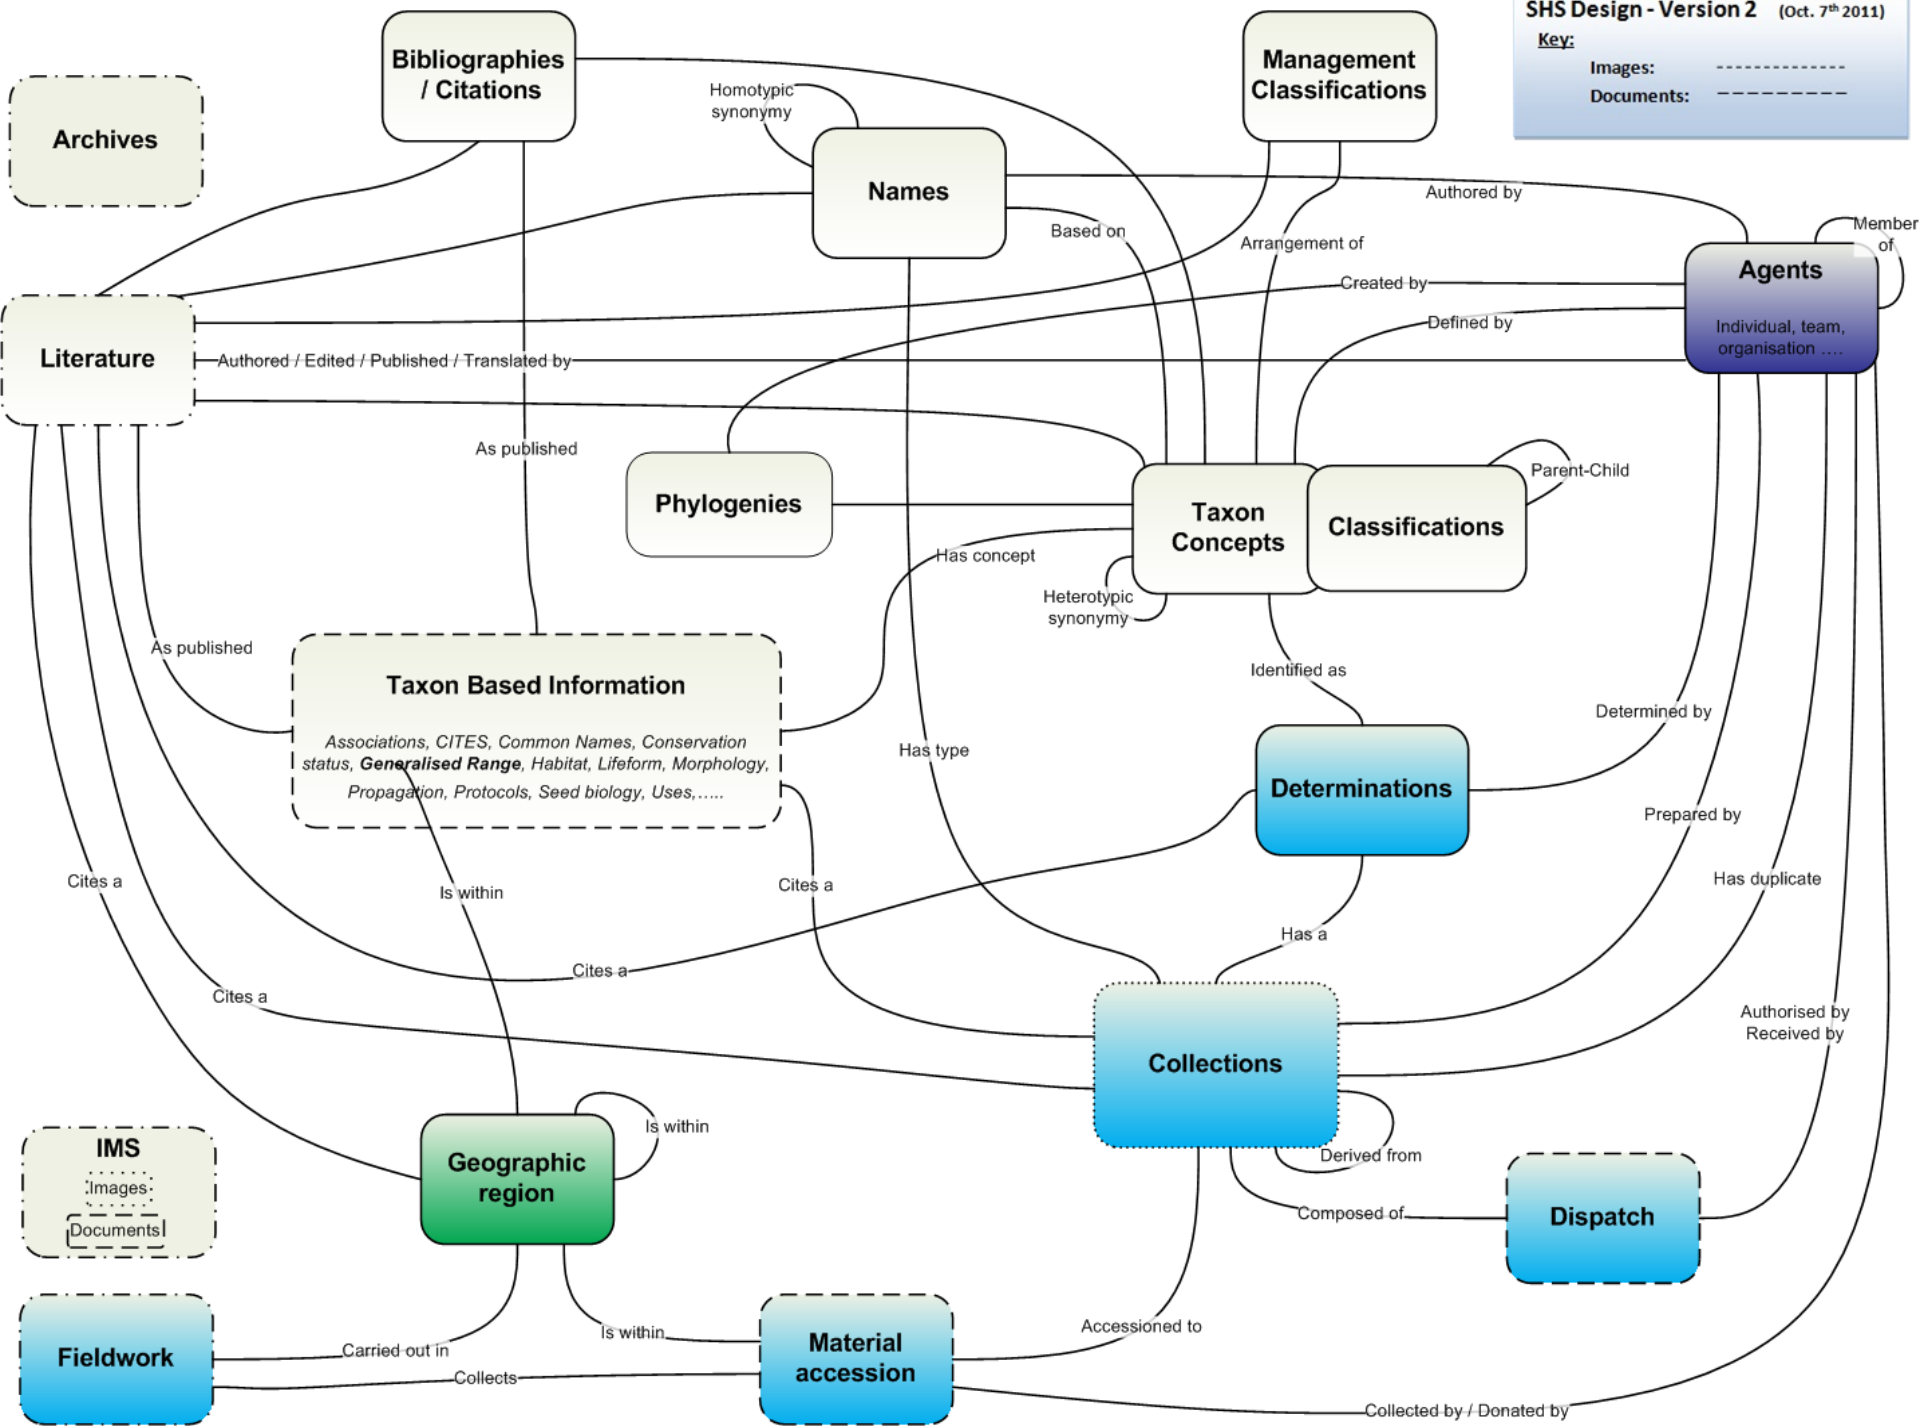 SHS Design - Version 2 (Oct. 7th 2011)
Key:
Images:
Documents:
Bibliographies
/ Citations
Management
Classifications
Archives
Homotypic
synonymy
Names
Authored by
Based on
Arrangement of
Member
of
Agents
Individual, team,
organisation ....
Created by
Defined by
Literature
Authored / Edited / Published / Translated by
As published
Phylogenies
Taxon
Concepts
Classifications
Parent-Child
Has concept
Heterotypic
synonymy
As published
Identified as
Taxon Based Information
Associations, CITES, Common Names, Conservation
status, Generalised Range, Habitat, Lifeform, Morphology,
Propagation, Protocols, Seed biology, Uses,.....
Has type
Determined by
Determinations
Prepared by
Has duplicate
Cites a
Is within
Cites a
Has a
Cites a
Cites a
Authorised by
Received by
Collections
Is within
Derived from
IMS
Images
Documents
Geographic
region
Composed of
Dispatch
Fieldwork
Carried out in
Is within
Material
accession
Accessioned to
Collects
Collected by / Donated by